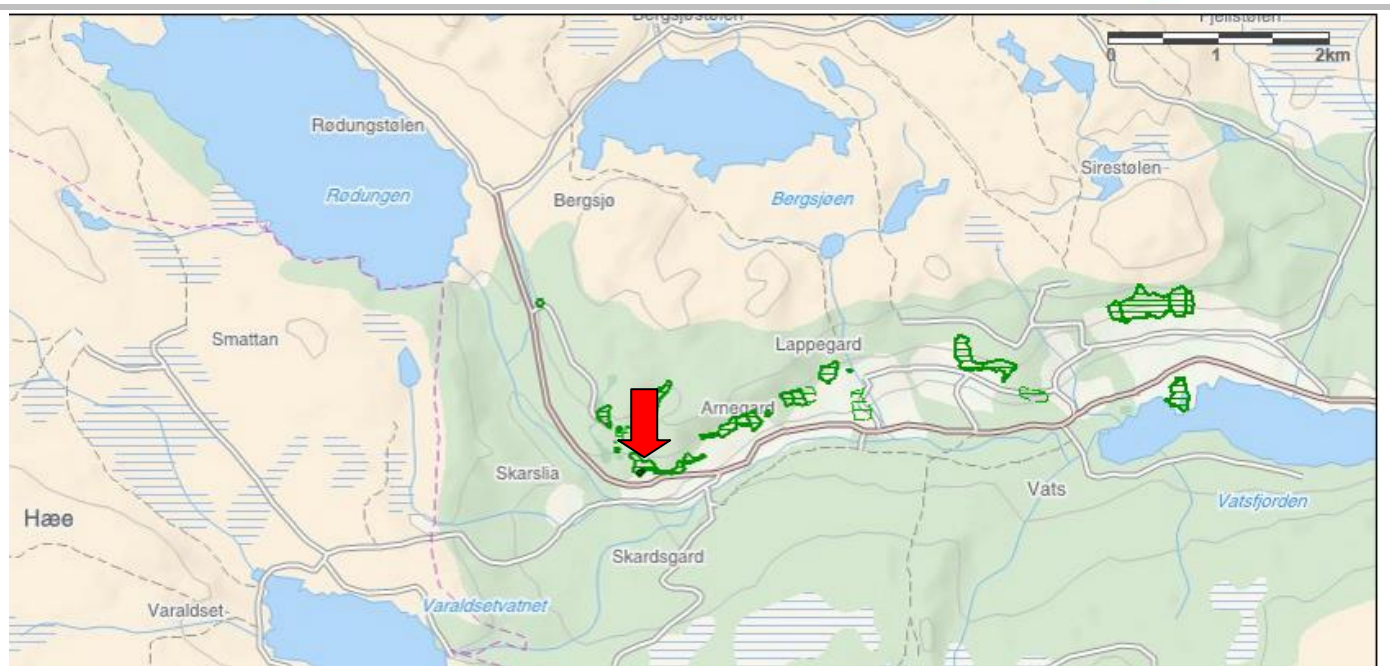 Bergsjøstølen
Fjellstølen
0 1 2km
Rødungstølen
Sirestølen
Rødungen
Bergsjø
Bergsjøen
Smattan
Lappegard
Arnegard
Skarslia
Vats
Vatsfjorden
Hæe
Skardsgard
Varaldset
Varaldsetvatnet